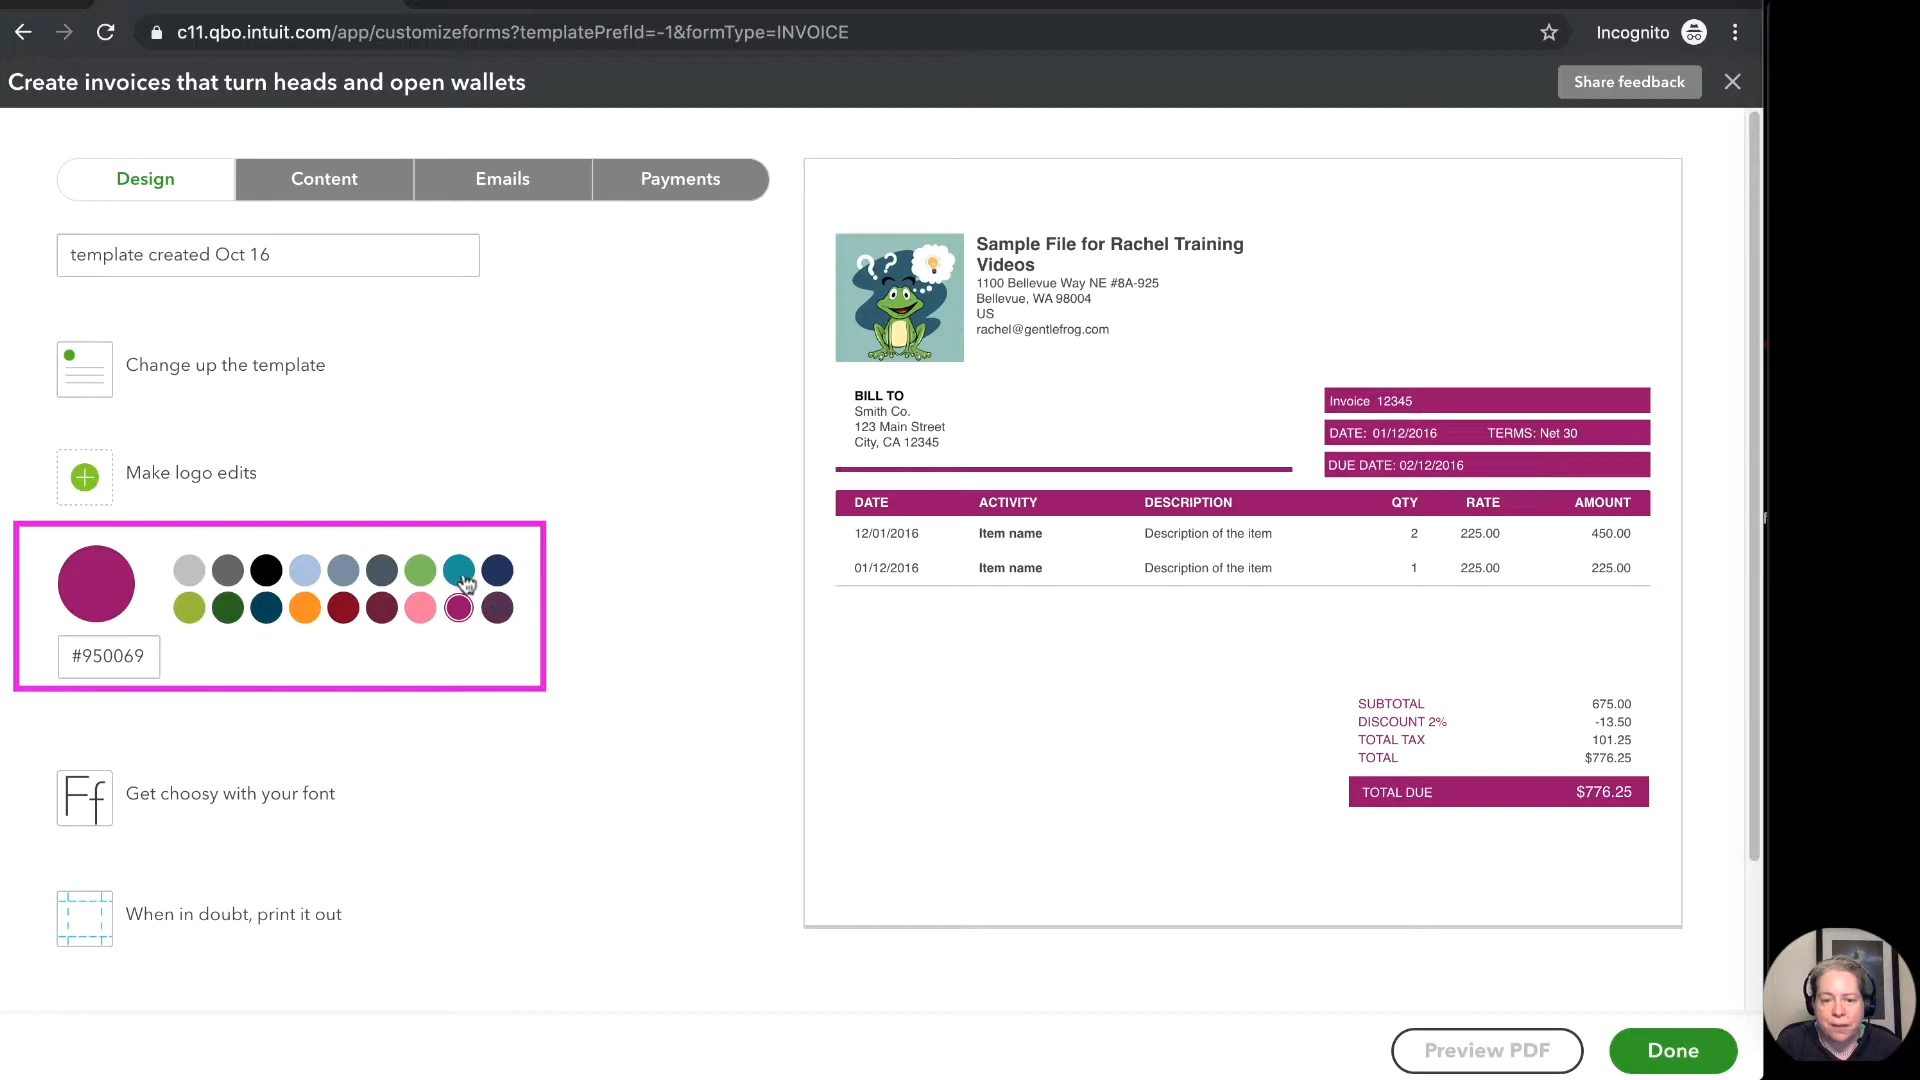 c11.qbo.intuit.com/app/customizeforms?templatePrefId=-1&formType=INVOICE
Incognito
Create invoices that turn heads and open wallets
Share feedback
Design
Content
Emails
Payments
template created Oct 16
Change up the template
Make logo edits
#950069
Get choosy with your font
Ff
When in doubt, print it out
? ?
Sample File for Rachel Training
Videos
1100 Bellevue Way NE #8A-925
Bellevue, WA 98004
US
rachel@gentlefrog.com
BILL TO
Smith Co.
123 Main Street
City, CA 12345
Invoice 12345
DATE: 01/12/2016 TERMS: Net 30
DUE DATE: 02/12/2016
DATE ACTIVITY DESCRIPTION QTY RATE AMOUNT
12/01/2016 Item name Description of the item 2 225.00 450.00
01/12/2016 Item name Description of the item 1 225.00 225.00
SUBTOTAL 675.00
DISCOUNT 2% -13.50
TOTAL TAX 101.25
TOTAL $776.25
TOTAL DUE $776.25
Preview PDF
Done